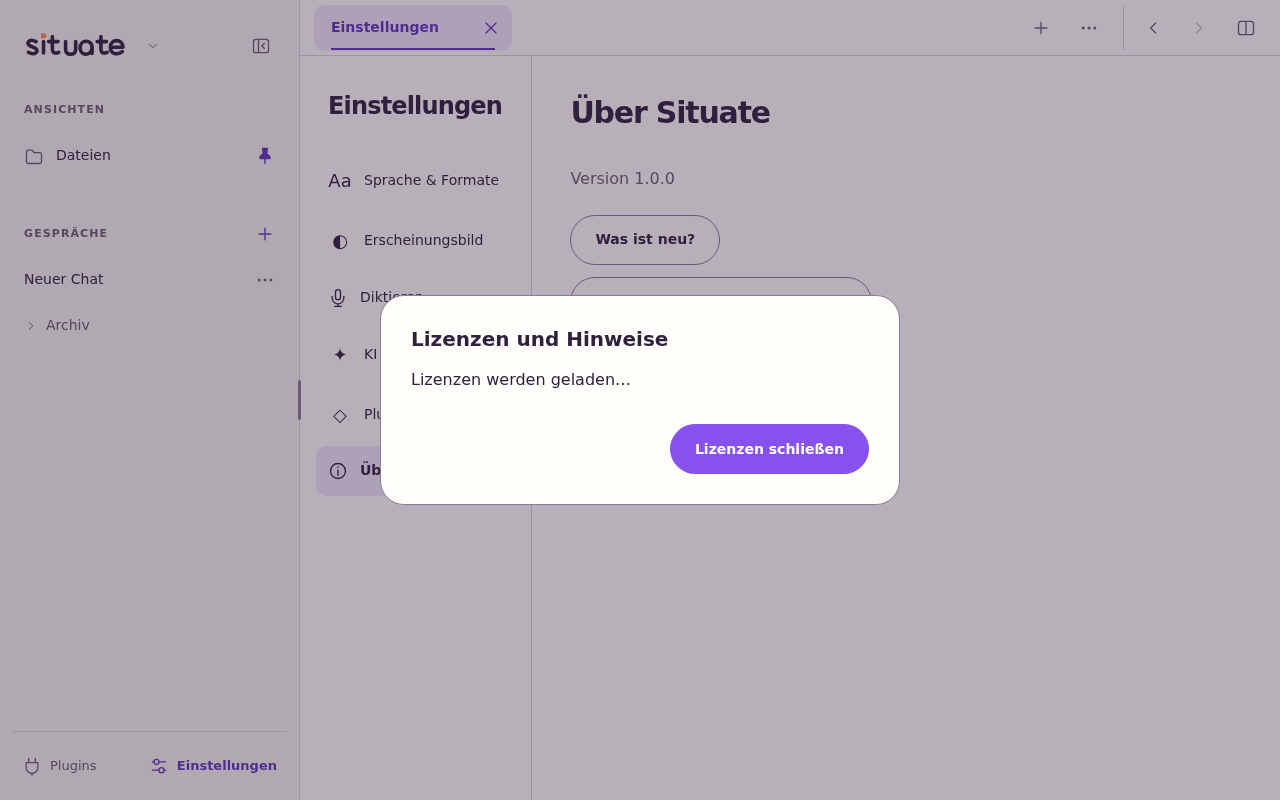 situate
ANSICHTEN
Dateien
GESPRÄCHE
Neuer Chat
Archiv
Plugins
Einstellungen
Einstellungen
Einstellungen
Aa Sprache & Formate
Erscheinungsbild
KI
Über Situate
Version 1.0.0
Was ist neu?
Lizenzen und Hinweise
Lizenzen werden geladen…
Lizenzen schließen